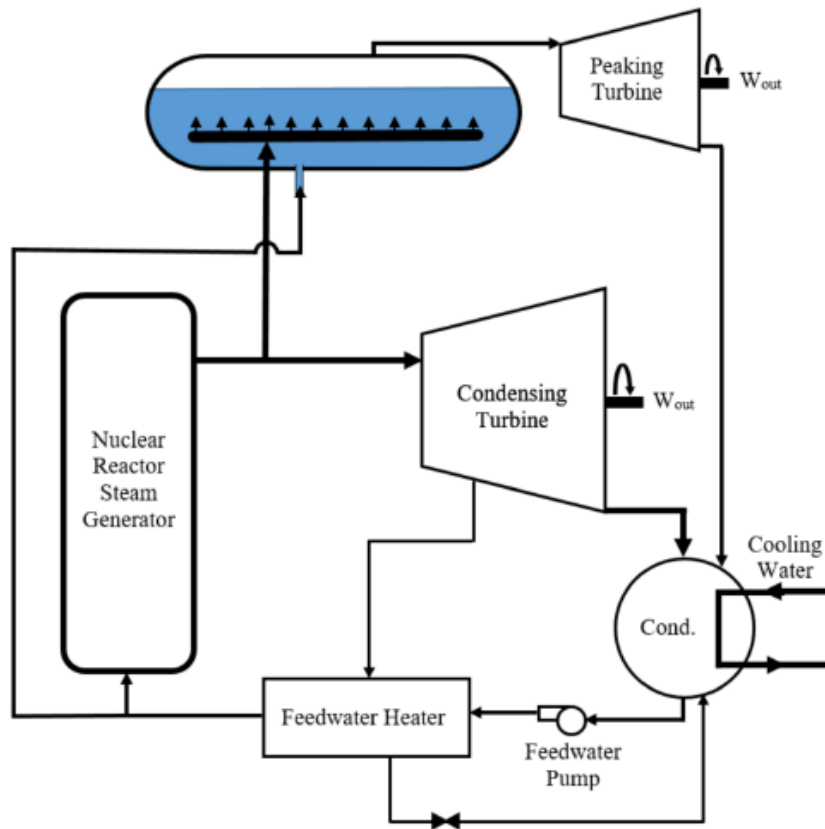 Peaking
Turbine
Wout
Condensing
Turbine
Wout
Nuclear
Reactor
Steam
Generator
Cooling
Water
Cond.
Feedwater Heater
Feedwater
Pump